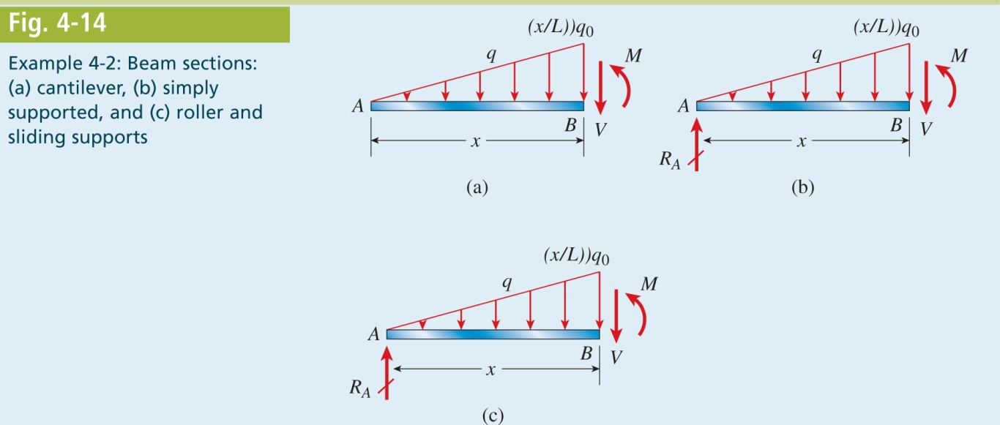 Fig. 4-14
Example 4-2: Beam sections:
(a) cantilever, (b) simply
supported, and (c) roller and
sliding supports
(x/L))q0
q
M
A
B
V
x
(a)
(x/L))q0
q
M
A
B
V
x
RA
(b)
(x/L))q0
q
M
A
B
V
x
RA
(c)